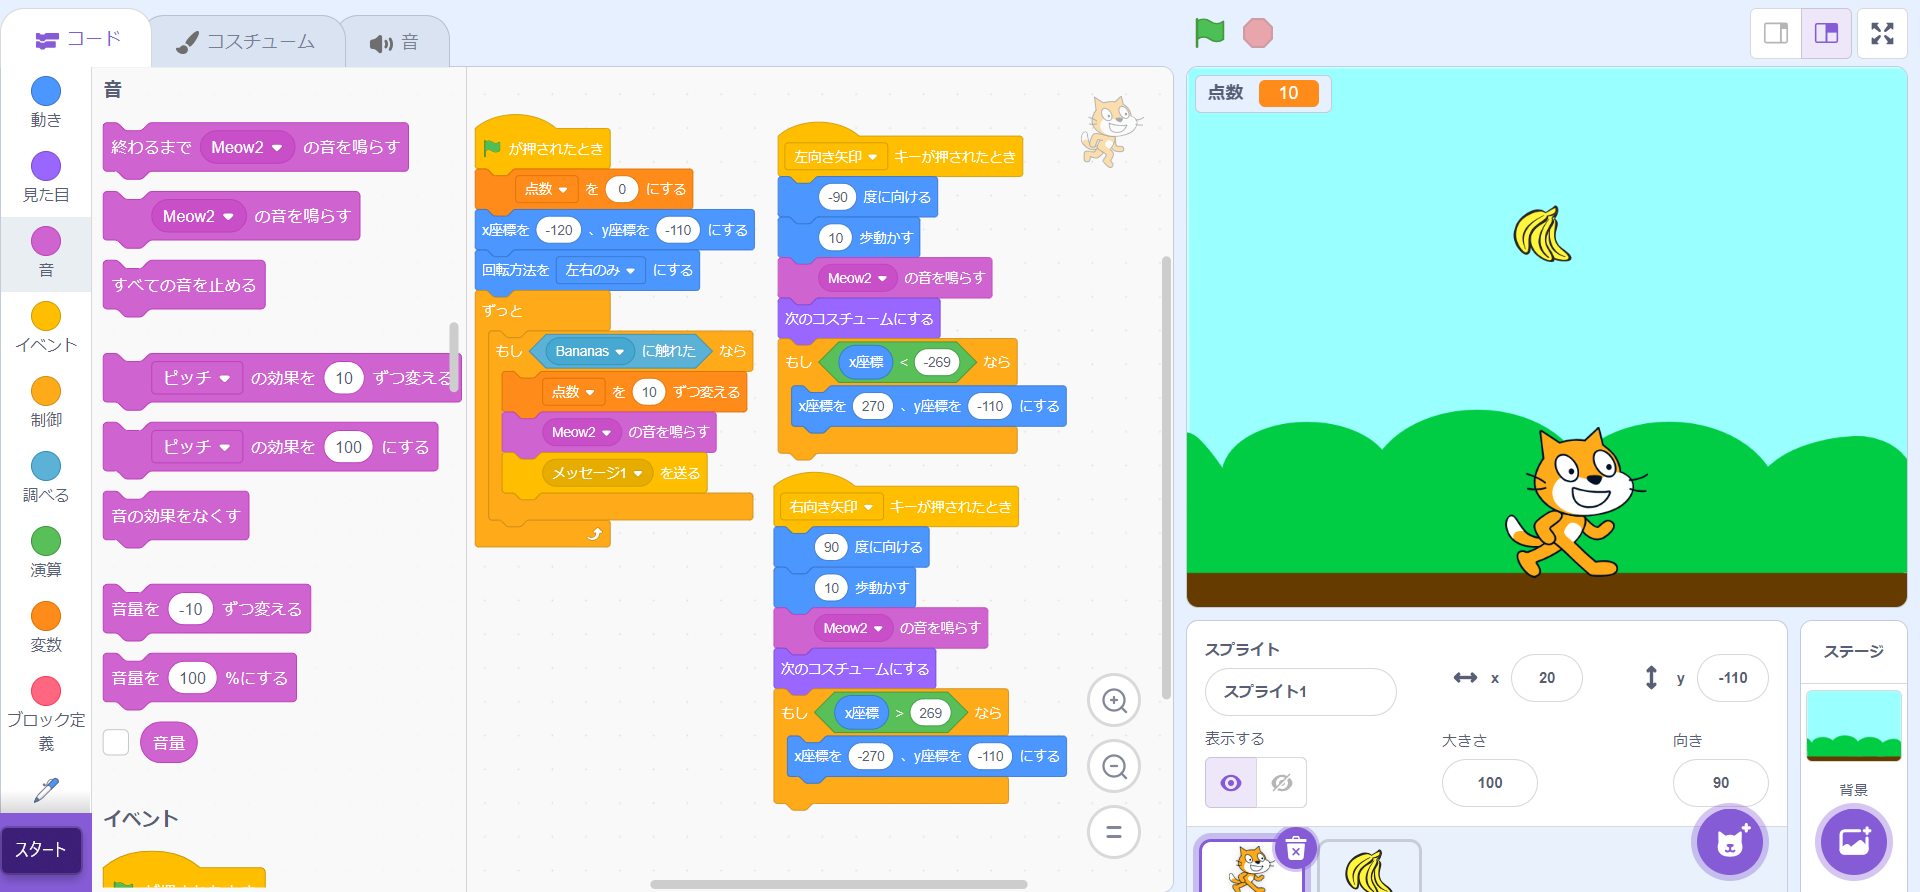 コード
コスチューム
音
動き
見た目
音
イベント
制御
調べる
演算
変数
ブロック定
義
スタート
音
終わるまで Meow2 の音を鳴らす
Meow2 の音を鳴らす
すべての音を止める
ピッチ の効果を 10 ずつ変える
ピッチ の効果を 100 にする
音の効果をなくす
音量を -10 ずつ変える
音量を 100 %にする
音量
イベント
が押されたとき
点数 を 0 にする
x座標を -120 、y座標を -110 にする
回転方法を 左右のみ にする
ずっと
もし Bananas に触れた なら
点数 を 10 ずつ変える
Meow2 の音を鳴らす
メッセージ1 を送る
左向き矢印 キーが押されたとき
-90 度に向ける
10 歩動かす
Meow2 の音を鳴らす
次のコスチュームにする
もし x座標 < -269 なら
x座標を 270 、y座標を -110 にする
右向き矢印 キーが押されたとき
90 度に向ける
10 歩動かす
Meow2 の音を鳴らす
次のコスチュームにする
もし x座標 > 269 なら
x座標を -270 、y座標を -110 にする
点数 10
スプライト
スプライト1
x 20
y -110
表示する
大きさ
100
向き
90
ステージ
背景